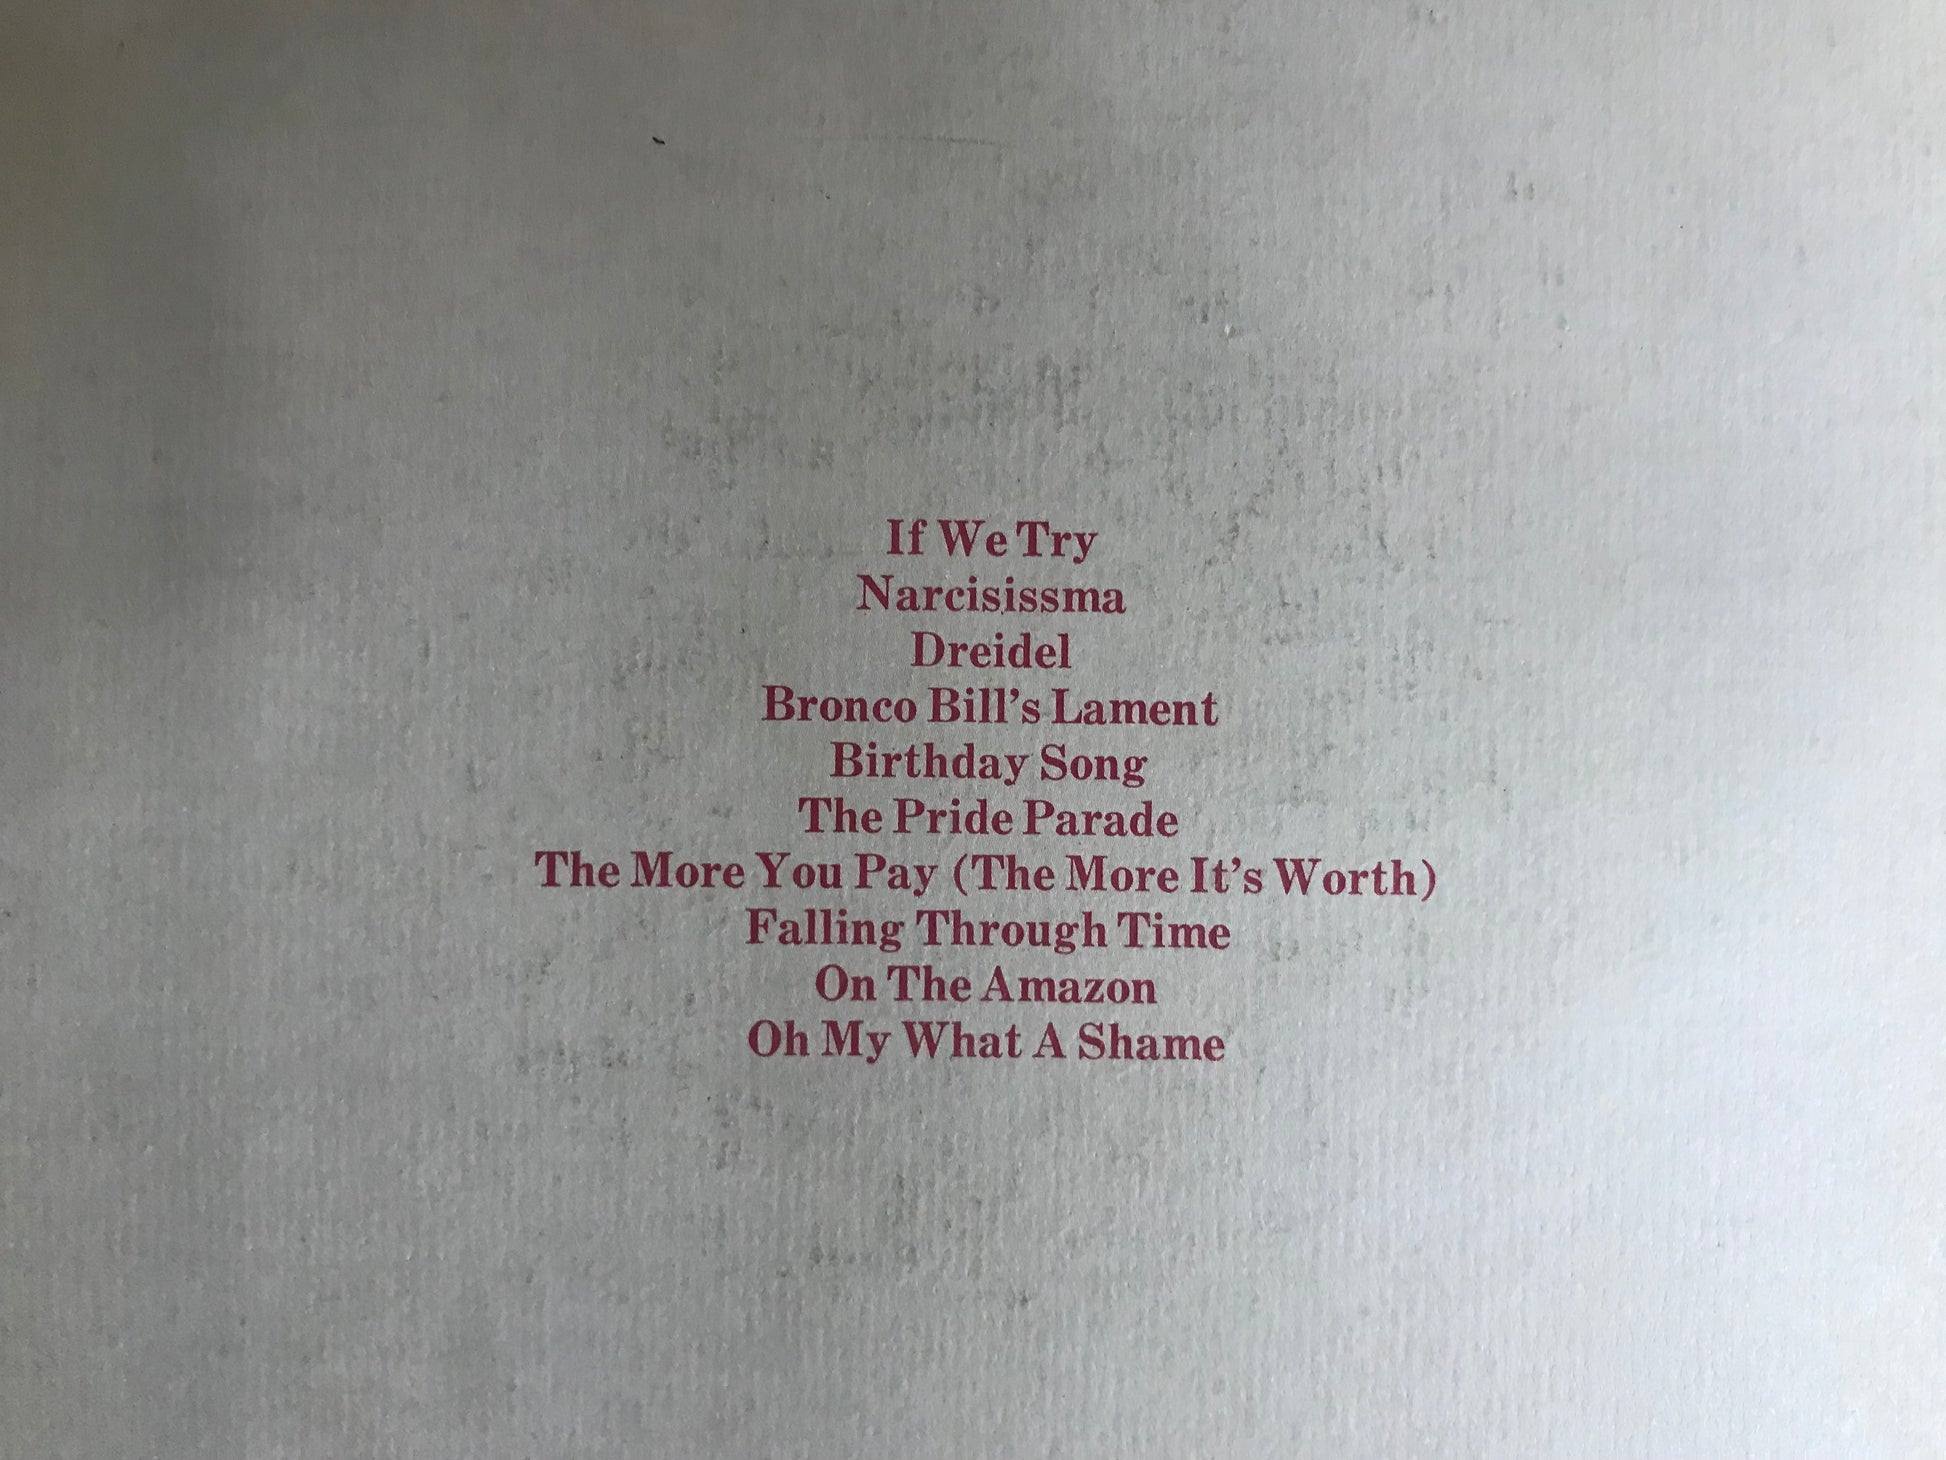 If We Try
Narcisissma
Dreidel
Bronco Bill's Lament
Birthday Song
The Pride Parade
The More You Pay (The More It's Worth)
Falling Through Time
On The Amazon
Oh My What A Shame